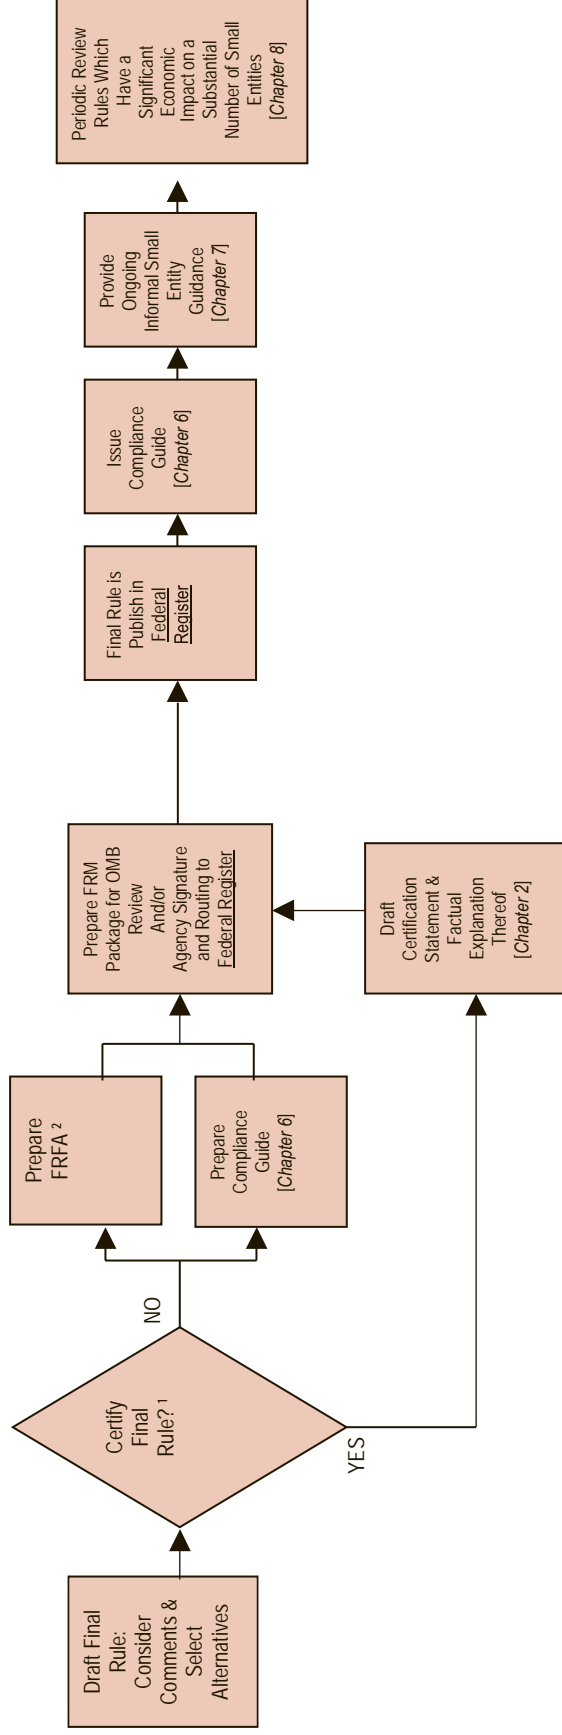 Draft Final
Rule:
Consider
Comments &
Select
Alternatives
Certify
Final
Rule? ¹
NO
YES
Prepare
FRFA ²
Prepare
Compliance
Guide
[Chapter 6]
Draft
Certification
Statement &
Factual
Explanation
Thereof
[Chapter 2]
Prepare FRM
Package for OMB
Review
And/or
Agency Signature
and Routing to
Federal Register
Final Rule is
Publish in
Federal
Register
Issue
Compliance
Guide
[Chapter 6]
Provide
Ongoing
Informal Small
Entity
Guidance
[Chapter 7]
Periodic Review
Rules Which
Have a
Significant
Economic
Impact on a
Substantial
Number of Small
Entities
[Chapter 8]